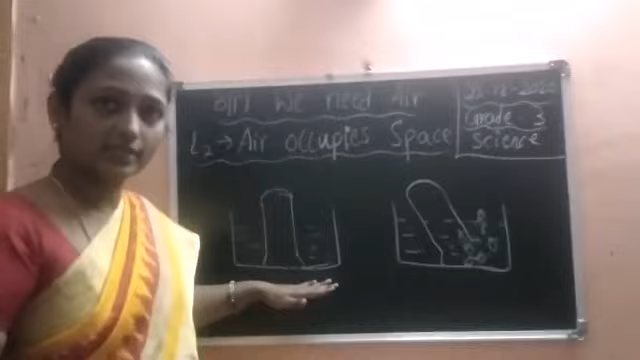 We need Air
L2→ Air occupies Space
Grade - 3
Science